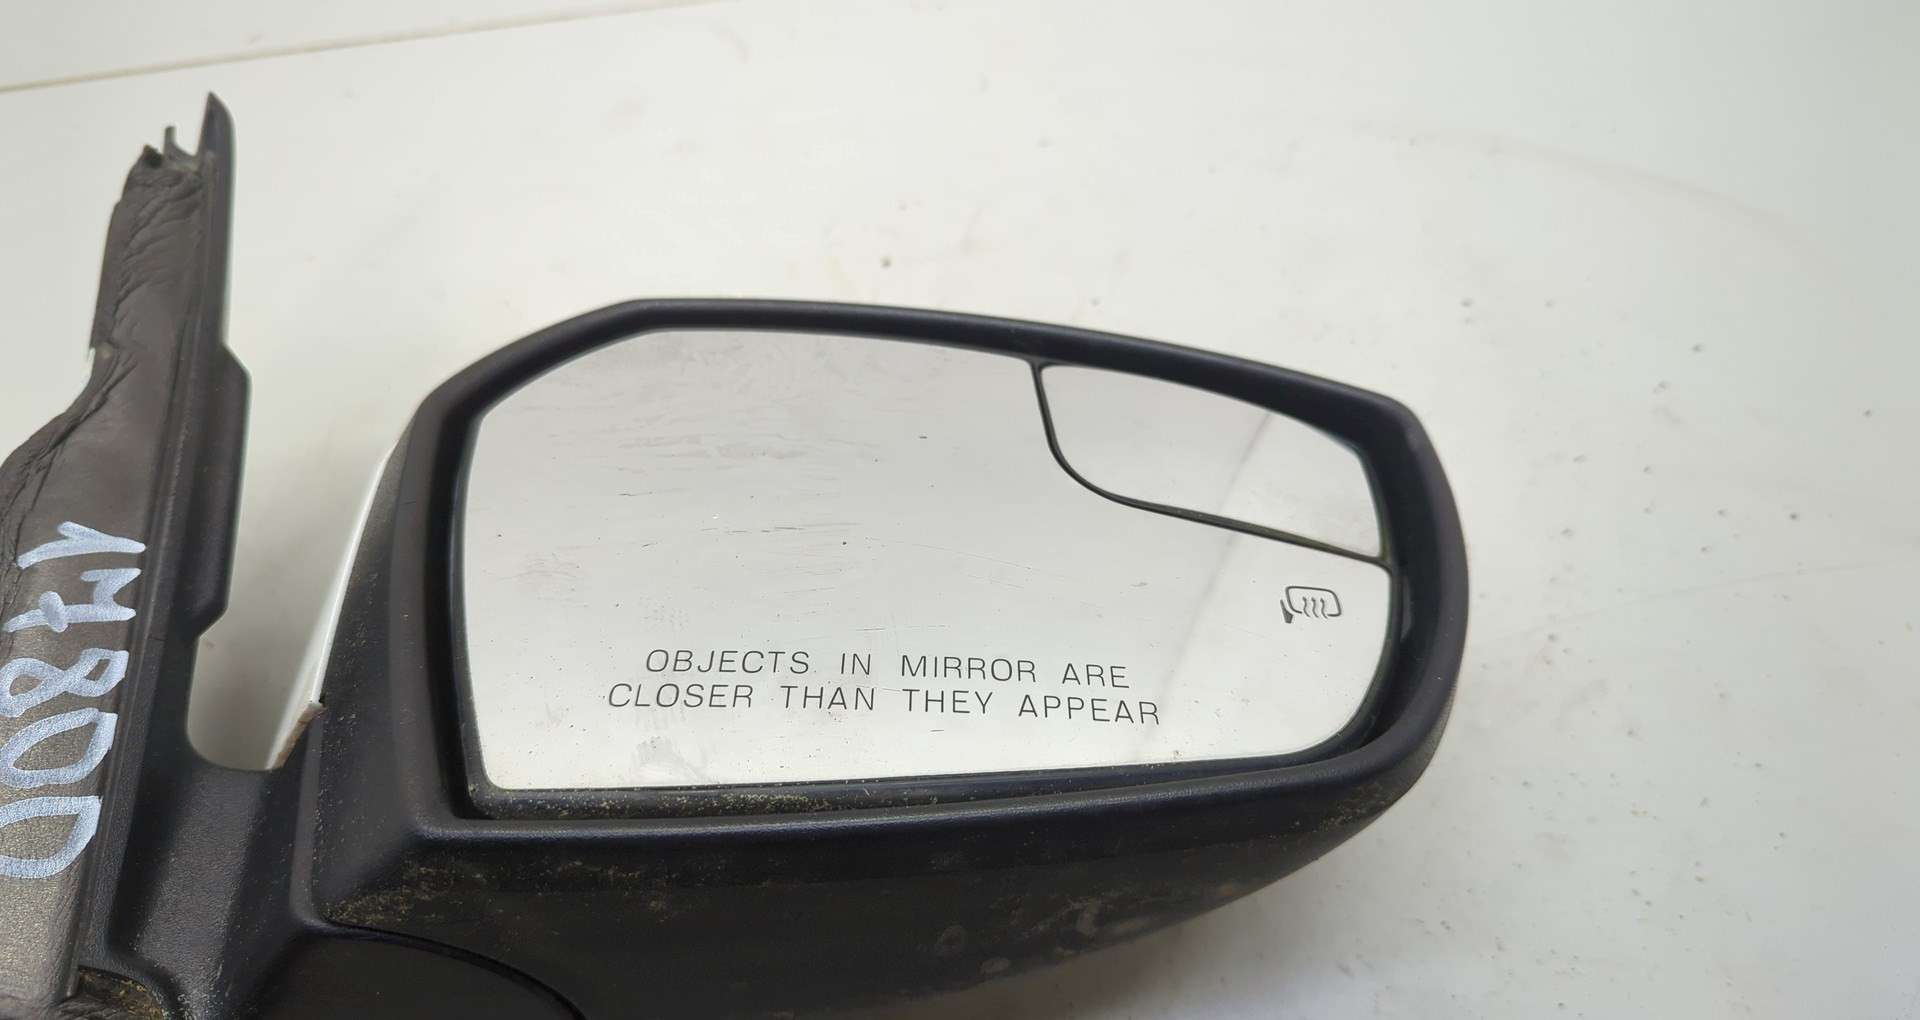 OBJECTS IN MIRROR ARE
CLOSER THAN THEY APPEAR